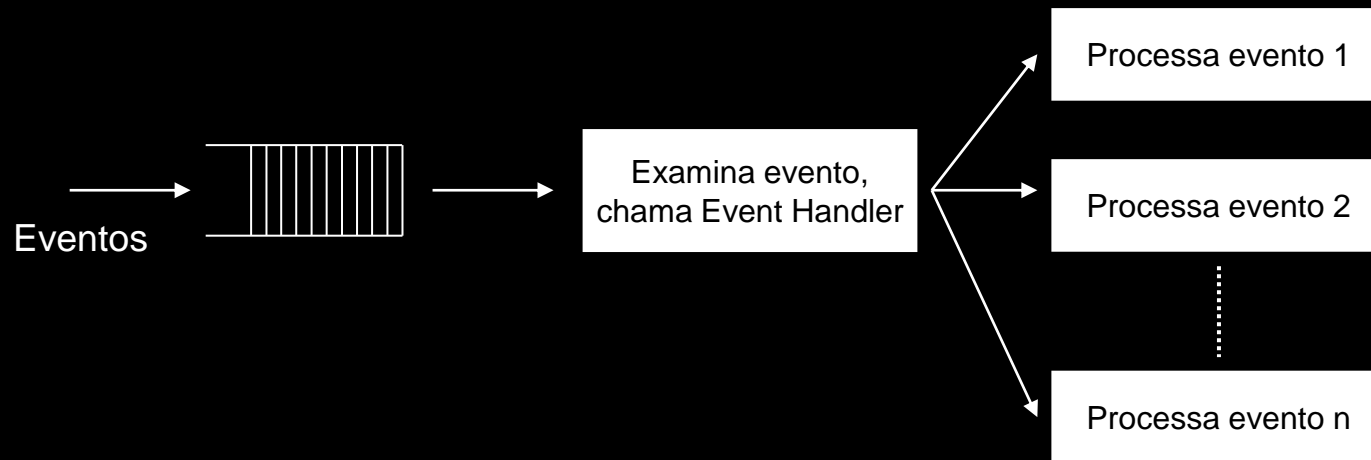 Eventos
Examina evento,
chama Event Handler
Processa evento 1
Processa evento 2
Processa evento n